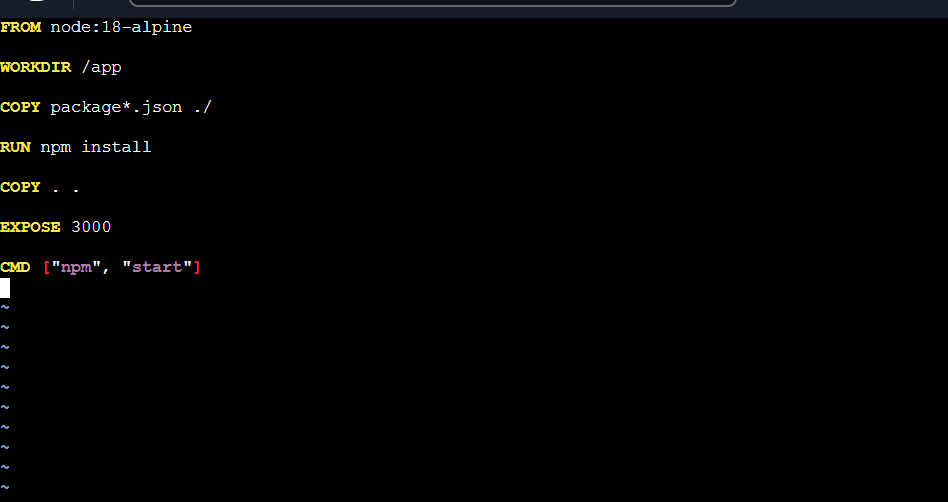 FROM node:18-alpine
WORKDIR /app
COPY package*.json ./
RUN npm install
COPY . .
EXPOSE 3000
CMD ["npm", "start"]
~
~
~
~
~
~
~
~
~
~